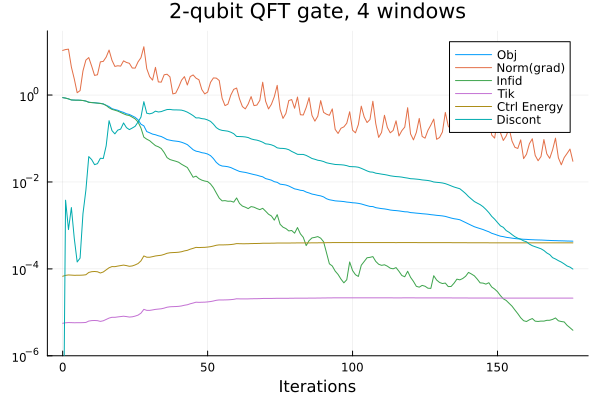 2-qubit QFT gate, 4 windows
Obj
Norm(grad)
Infid
Tik
Ctrl Energy
Discont
10^0
10^-2
10^-4
10^-6
0
50
100
150
Iterations